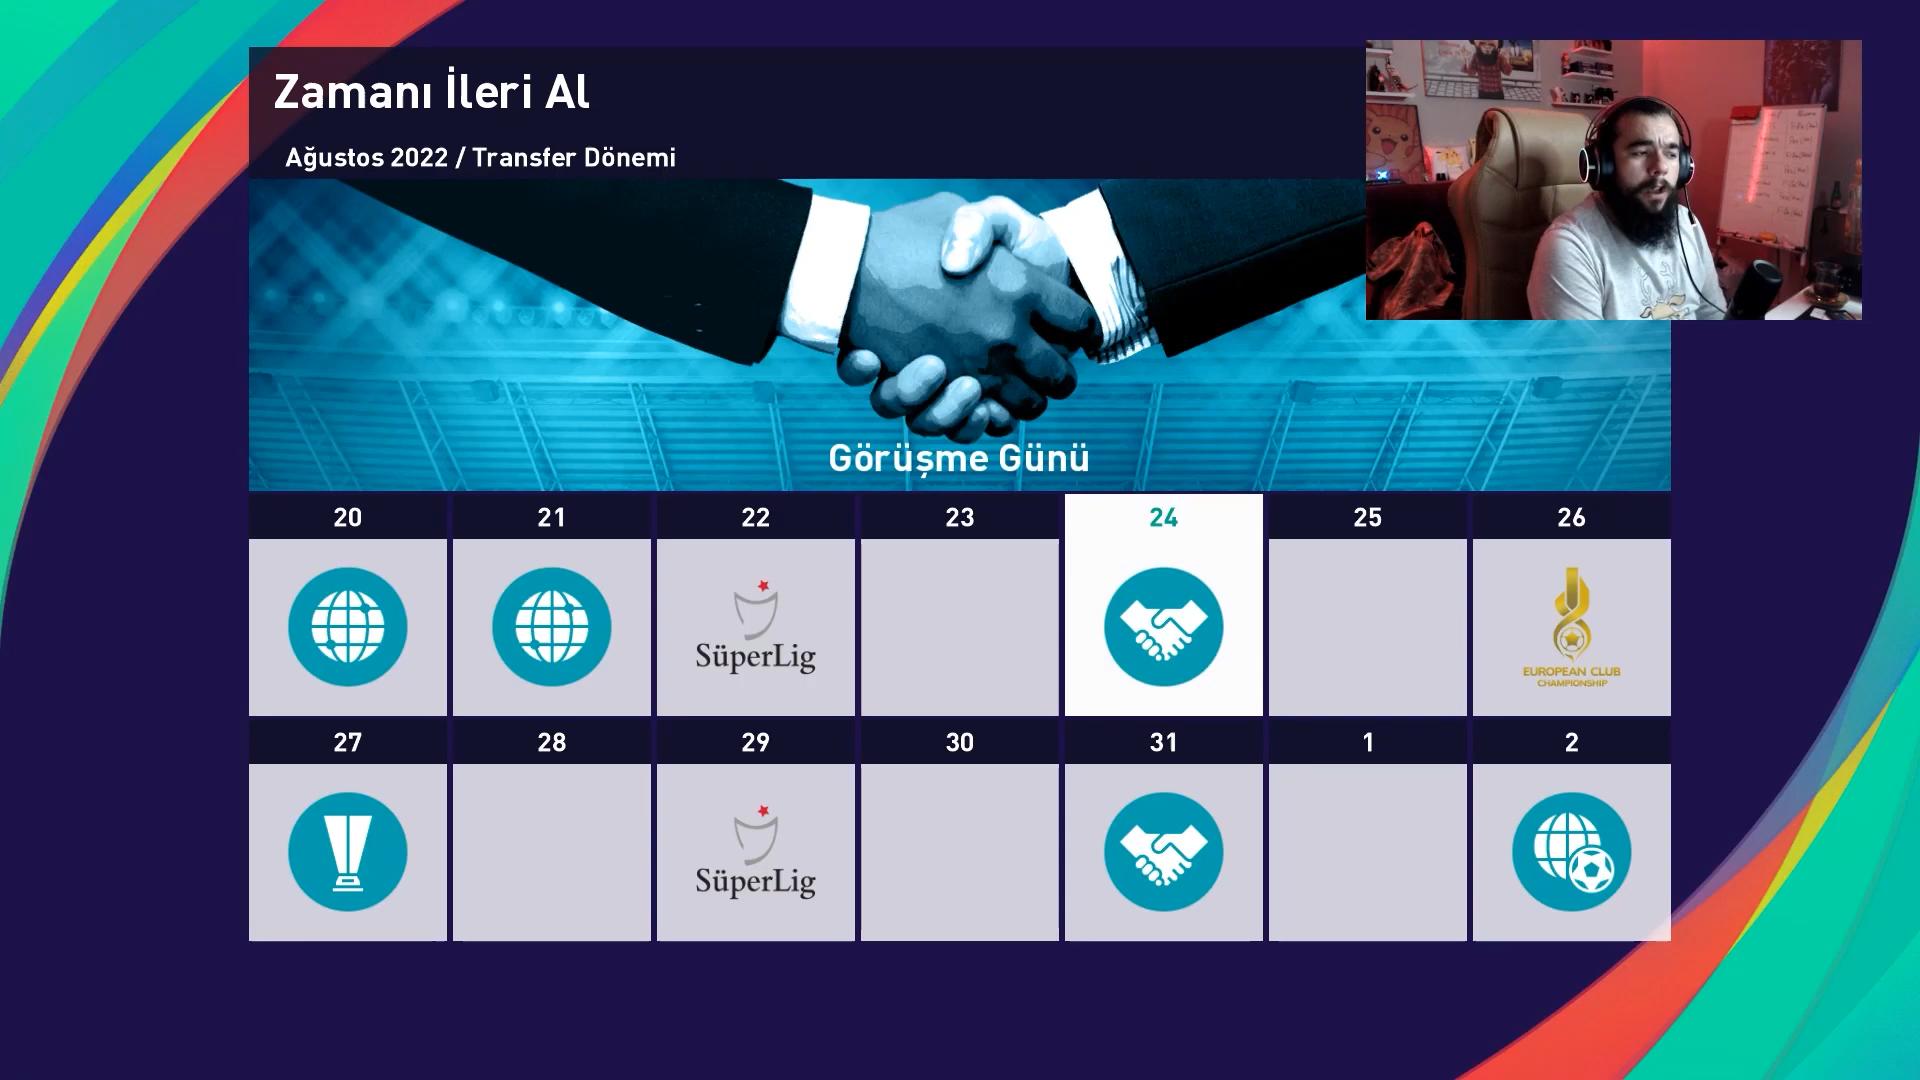 Zamanı İleri Al
Ağustos 2022 / Transfer Dönemi
Görüşme Günü
20 21 22 23 24 25 26
SüperLig
EUROPEAN CLUB
CHAMPIONSHIP
27 28 29 30 31 1 2
SüperLig